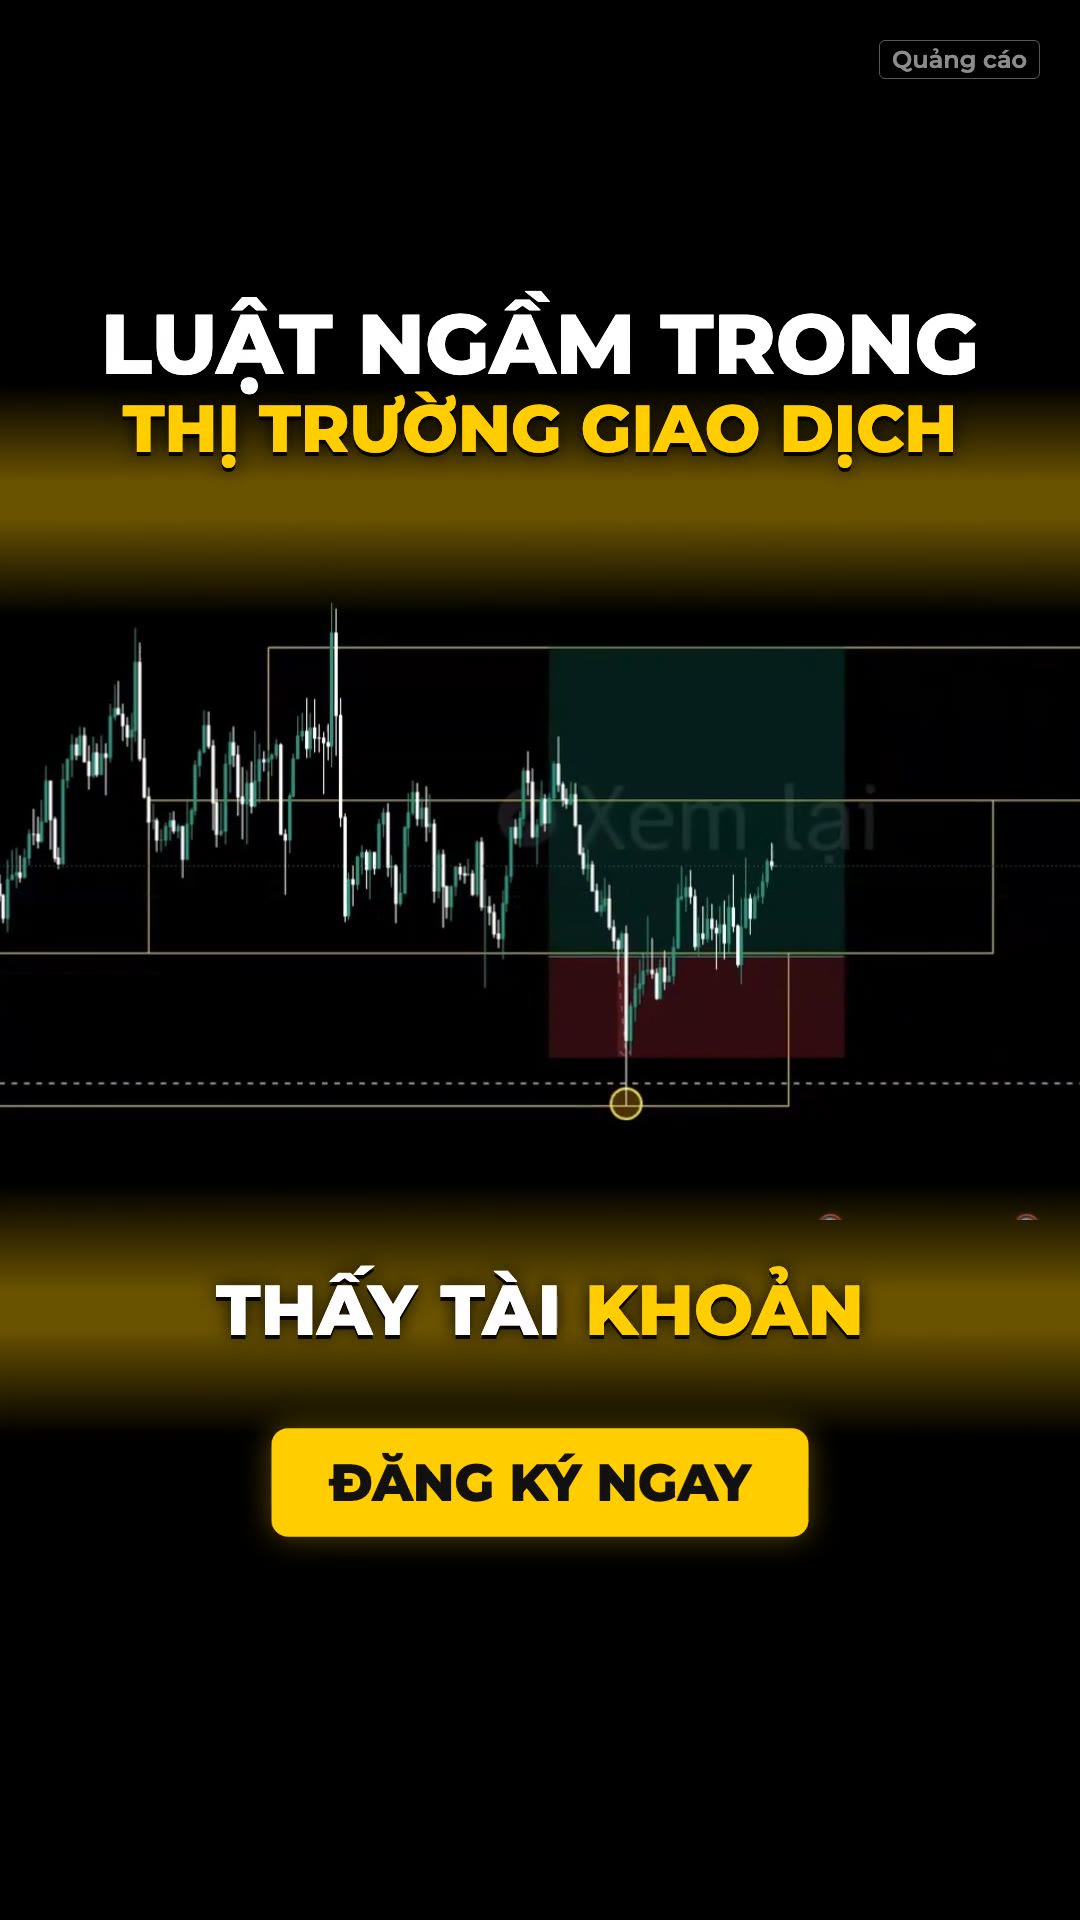 Quảng cáo
LUẬT NGẦM TRONG
THỊ TRƯỜNG GIAO DỊCH
Xem lại
THẤY TÀI KHOẢN
ĐĂNG KÝ NGAY